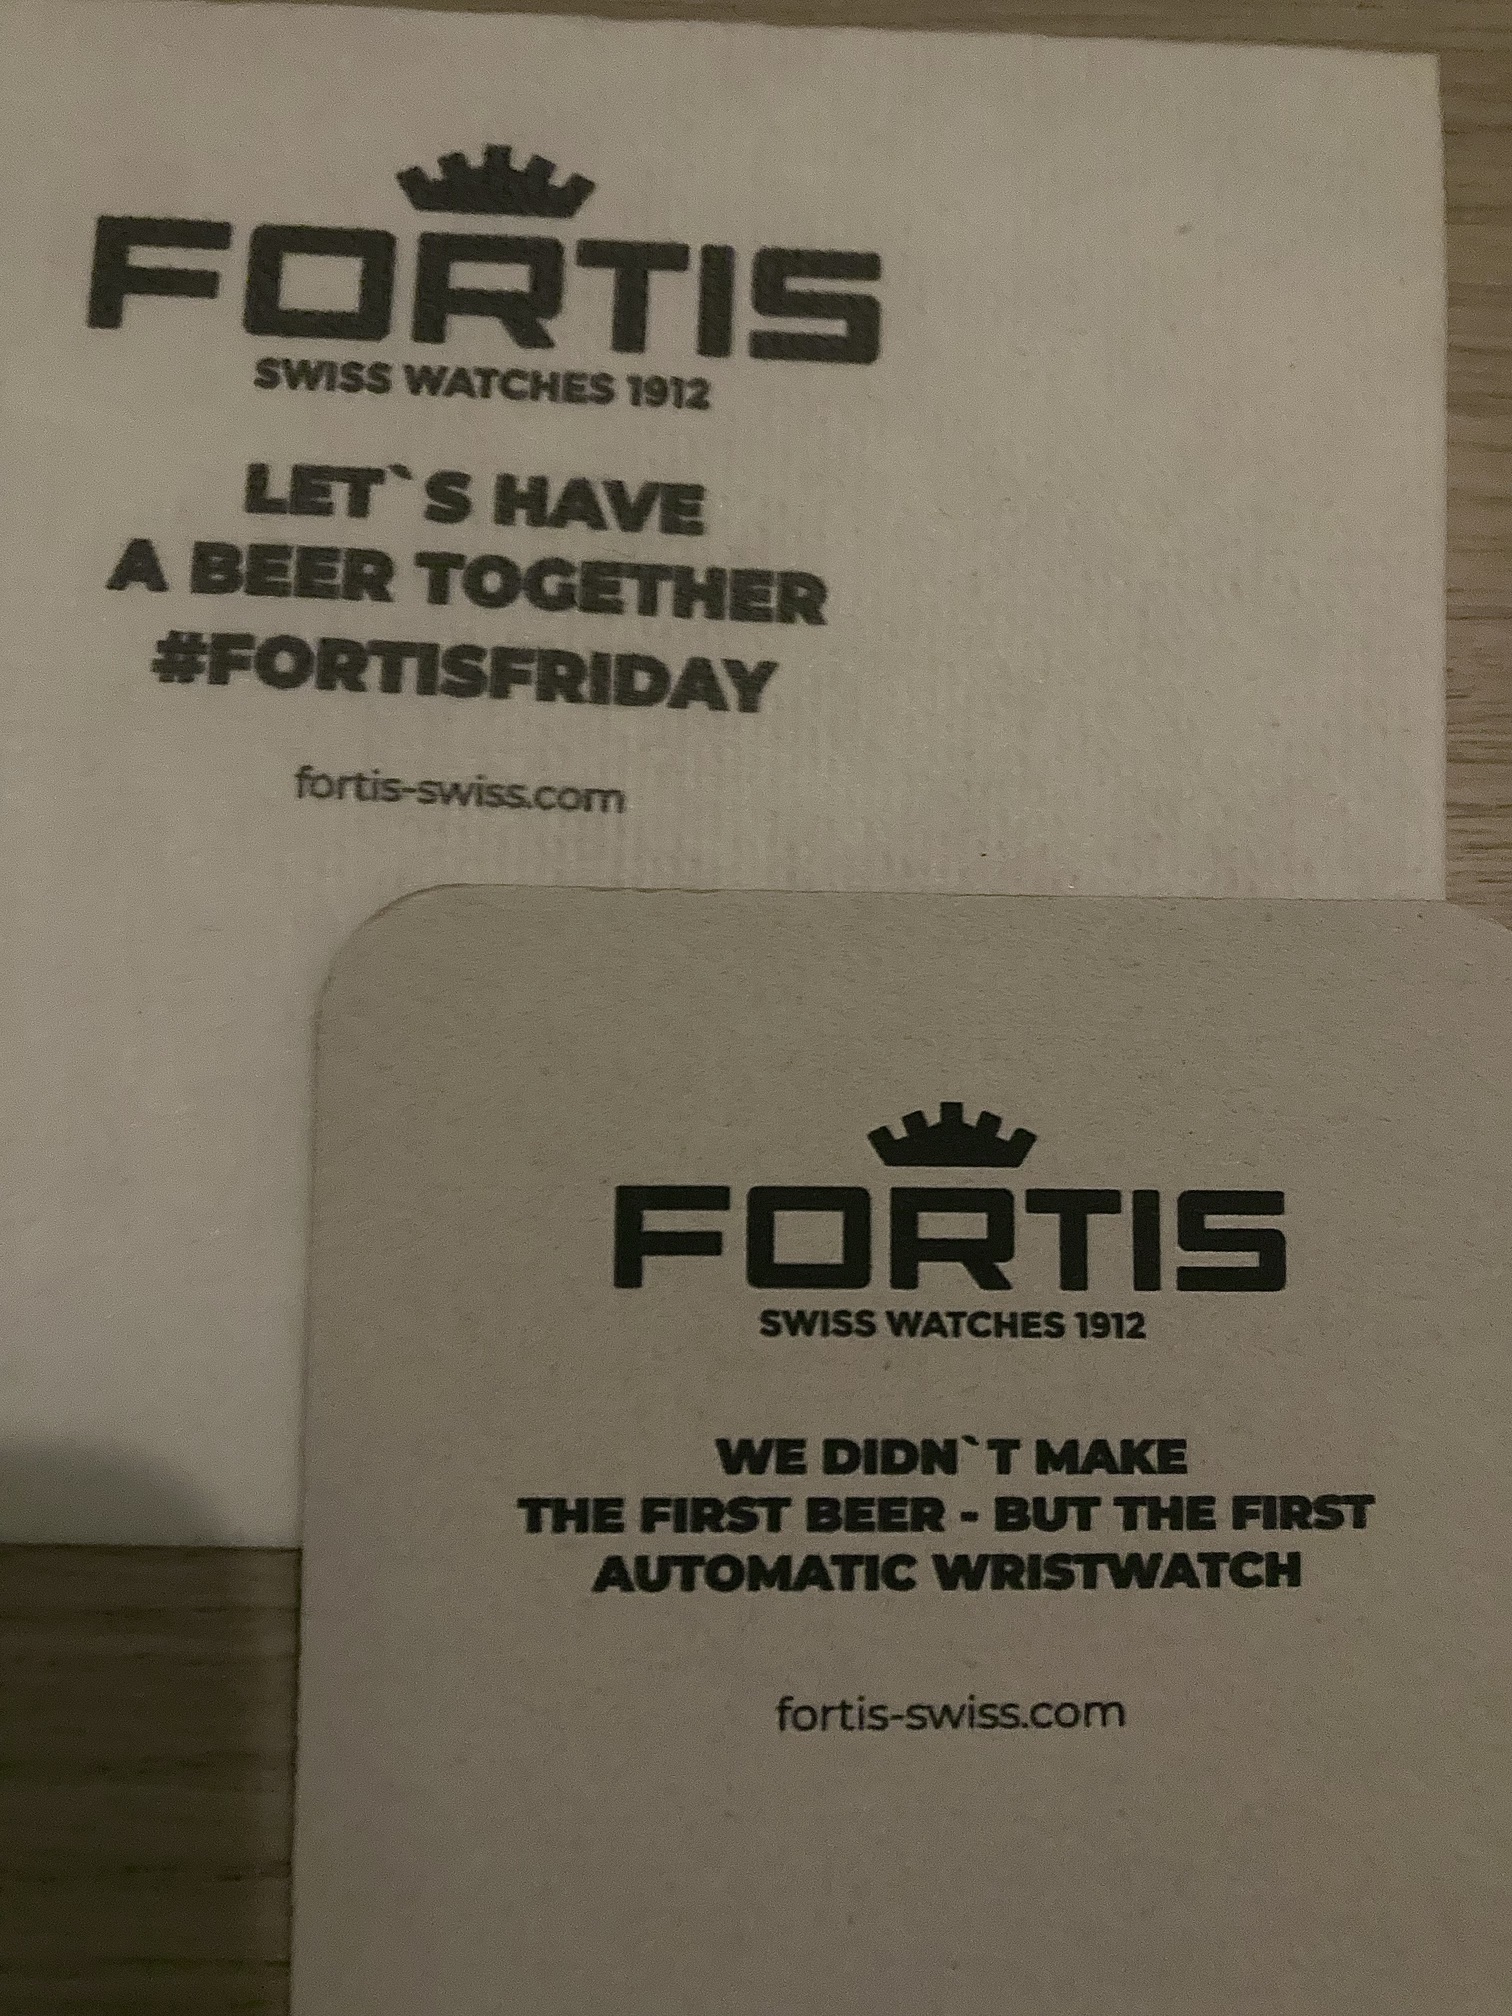 FORTIS
SWISS WATCHES 1912
LET`S HAVE
A BEER TOGETHER
#FORTISFRIDAY
fortis-swiss.com
FORTIS
SWISS WATCHES 1912
WE DIDN`T MAKE
THE FIRST BEER - BUT THE FIRST
AUTOMATIC WRISTWATCH
fortis-swiss.com